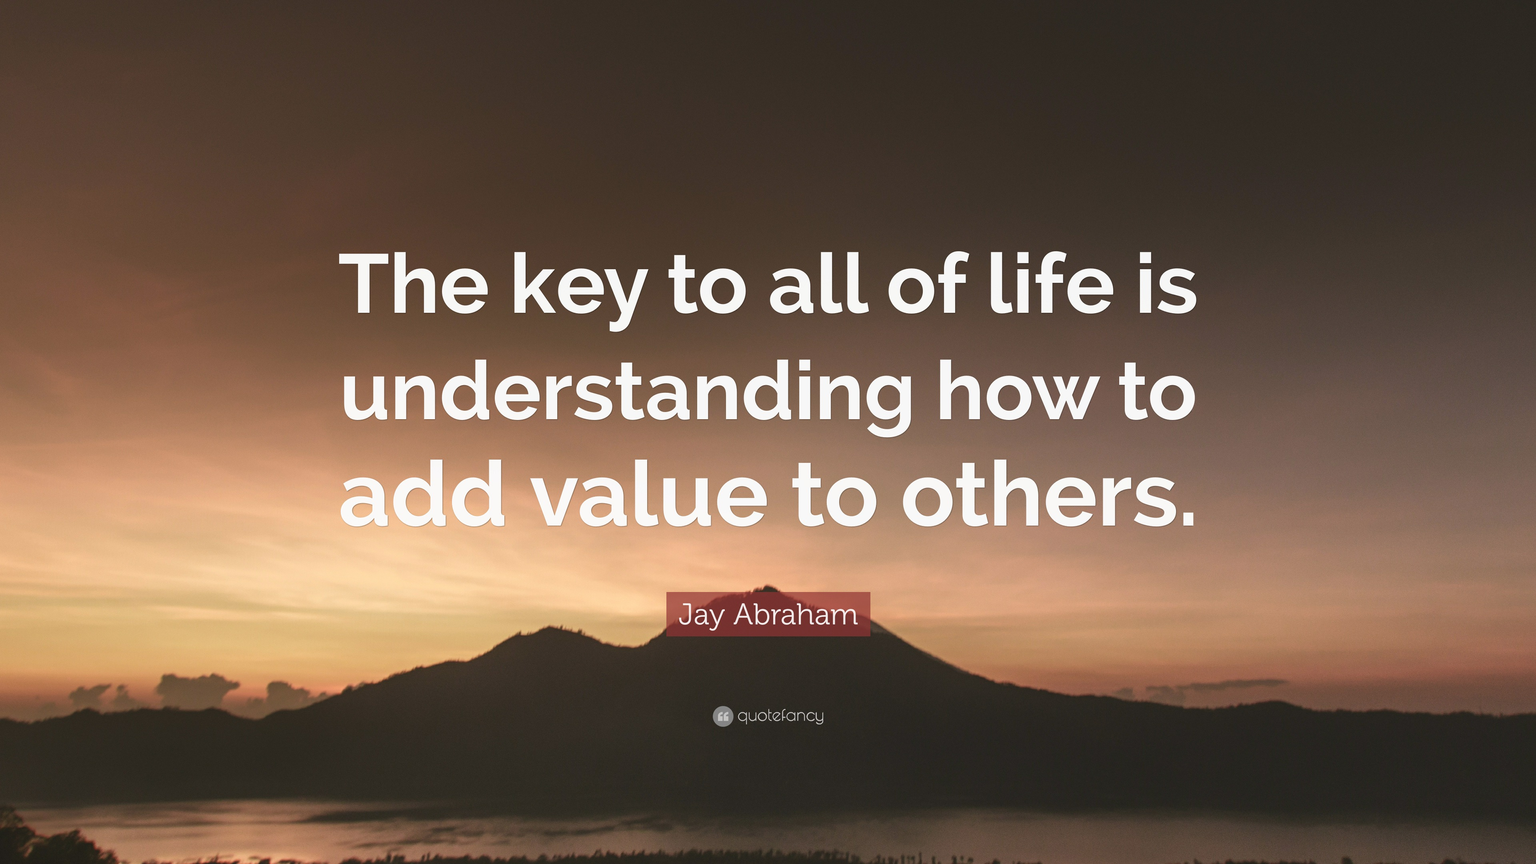 The key to all of life is
understanding how to
add value to others.
Jay Abraham
quotefancy